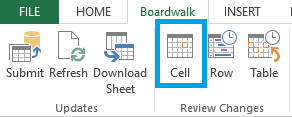 FILE HOME Boardwalk INSERT
Submit Refresh Download Sheet Cell Row Table
Updates Review Changes